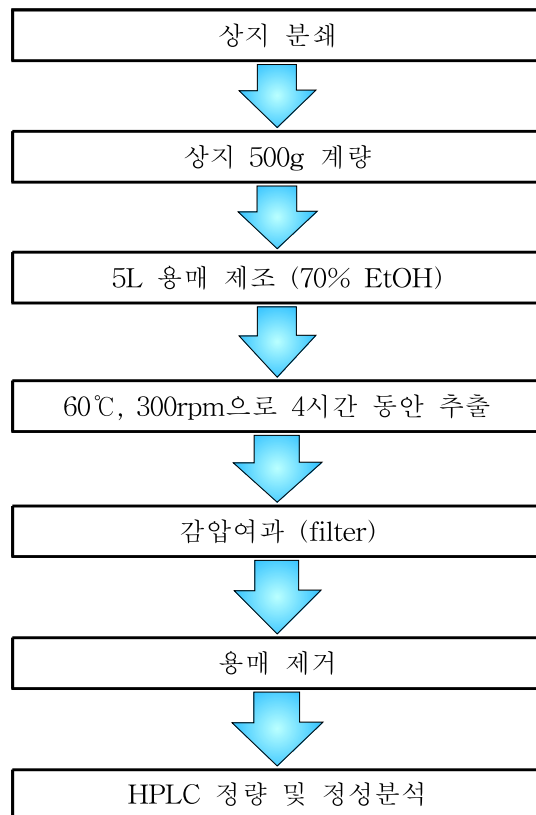 상지 분쇄
상지 500g 계량
5L 용매 제조 (70% EtOH)
60℃, 300rpm으로 4시간 동안 추출
감압여과 (filter)
용매 제거
HPLC 정량 및 정성분석